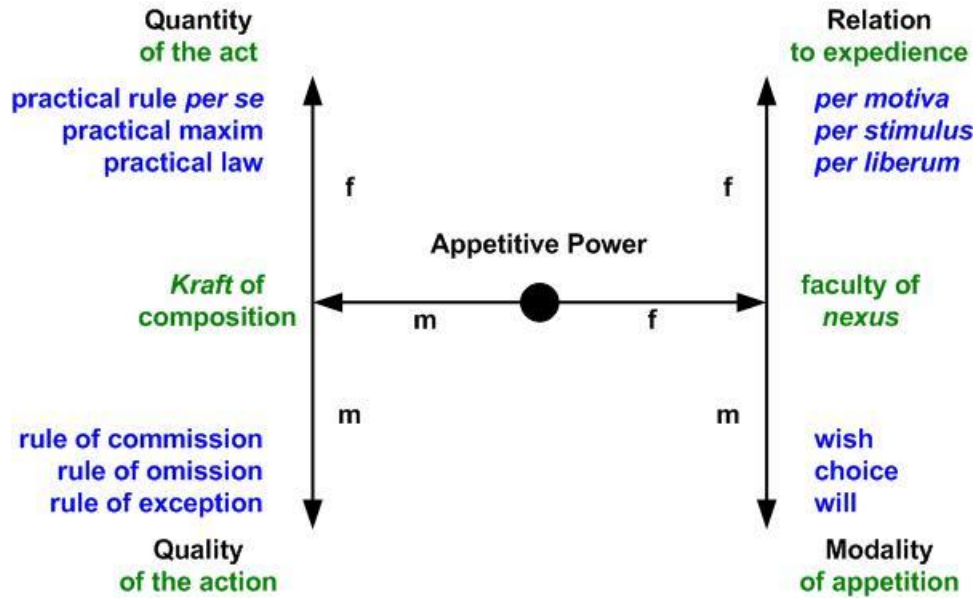 Quantity
of the act
practical rule per se
practical maxim
practical law
f
Relation
to expedience
per motiva
per stimulus
per liberum
f
Appetitive Power
Kraft of
composition
m
f
faculty of
nexus
m
rule of commission
rule of omission
rule of exception
Quality
of the action
m
wish
choice
will
Modality
of appetition